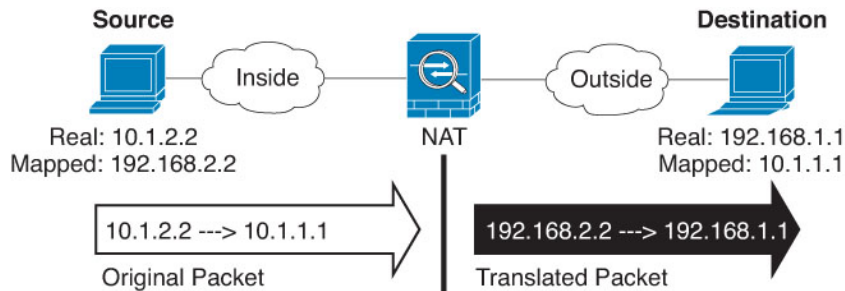 Source
Destination
Inside
Outside
NAT
Real: 10.1.2.2
Mapped: 192.168.2.2
Real: 192.168.1.1
Mapped: 10.1.1.1
10.1.2.2 ---> 10.1.1.1
192.168.2.2 ---> 192.168.1.1
Original Packet
Translated Packet